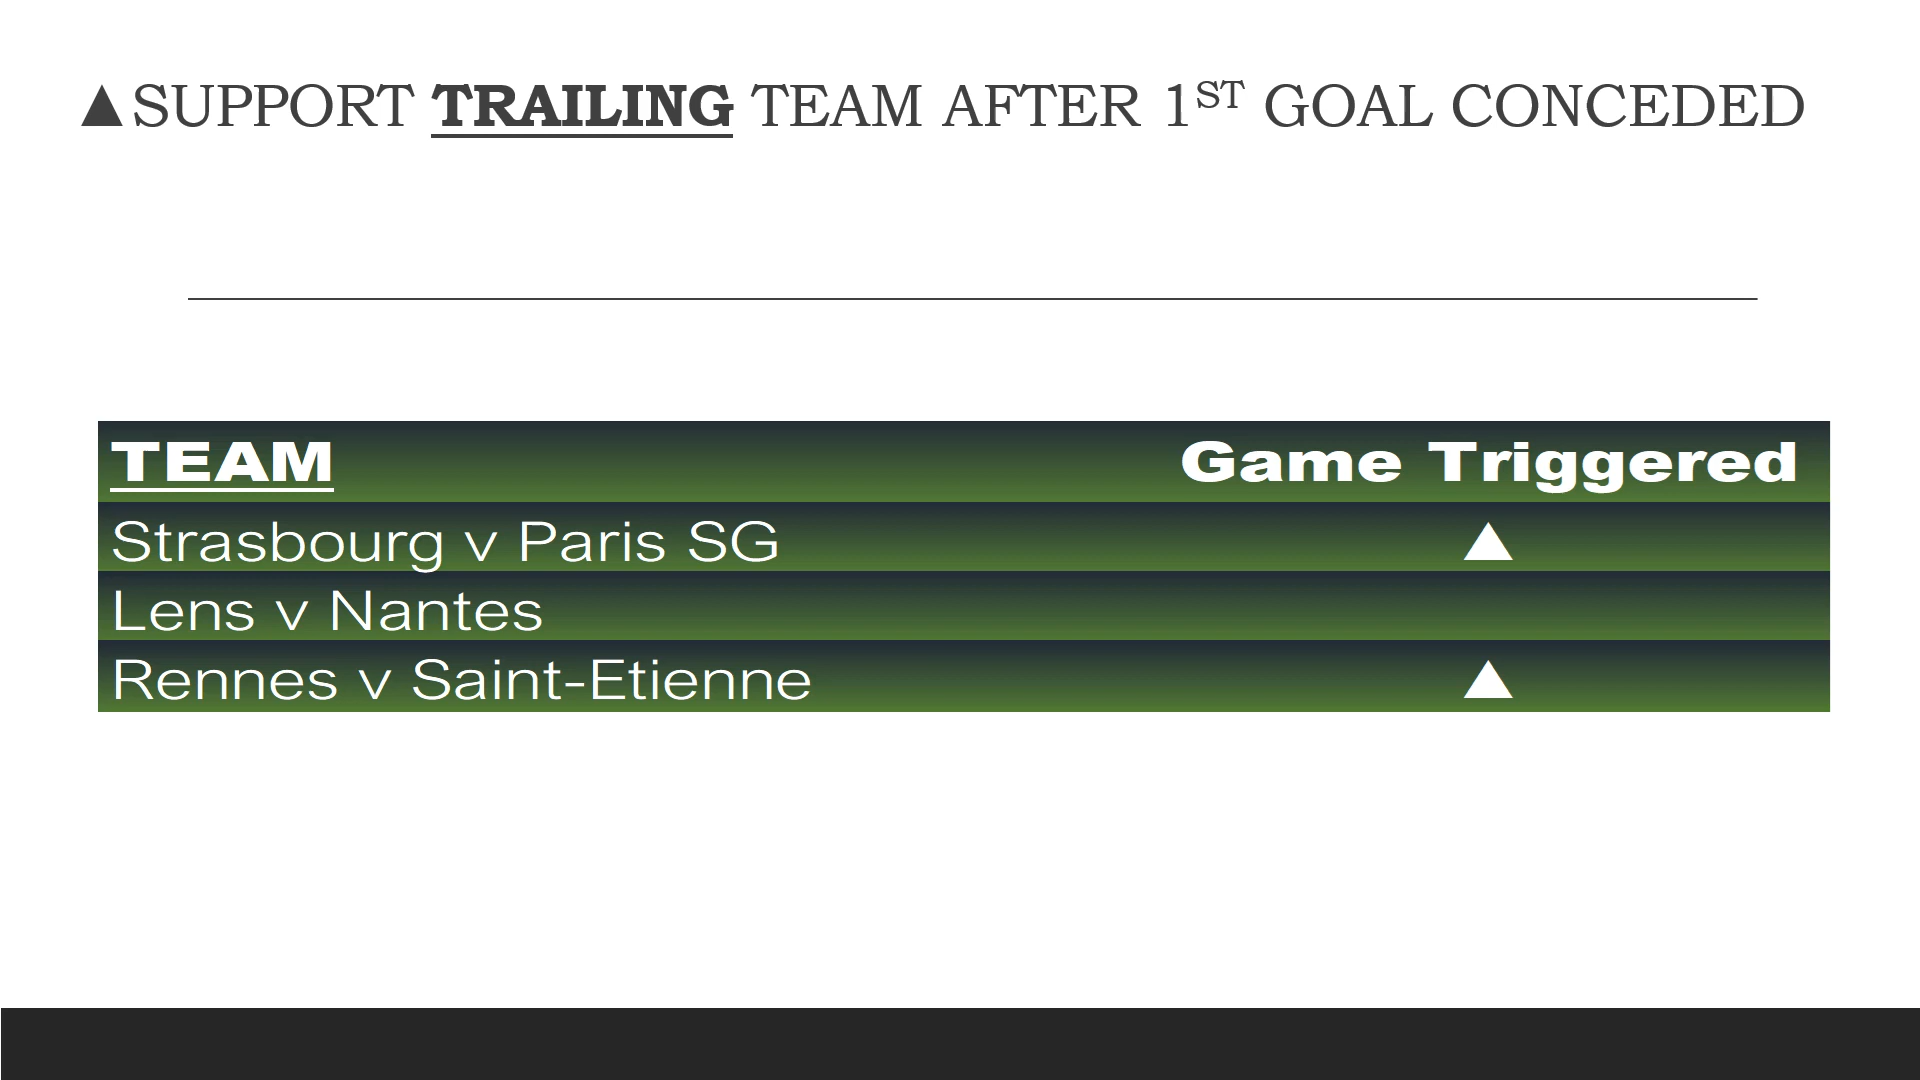 ▲SUPPORT TRAILING TEAM AFTER 1ST GOAL CONCEDED
TEAM Game Triggered
Strasbourg v Paris SG ▲
Lens v Nantes
Rennes v Saint-Etienne ▲